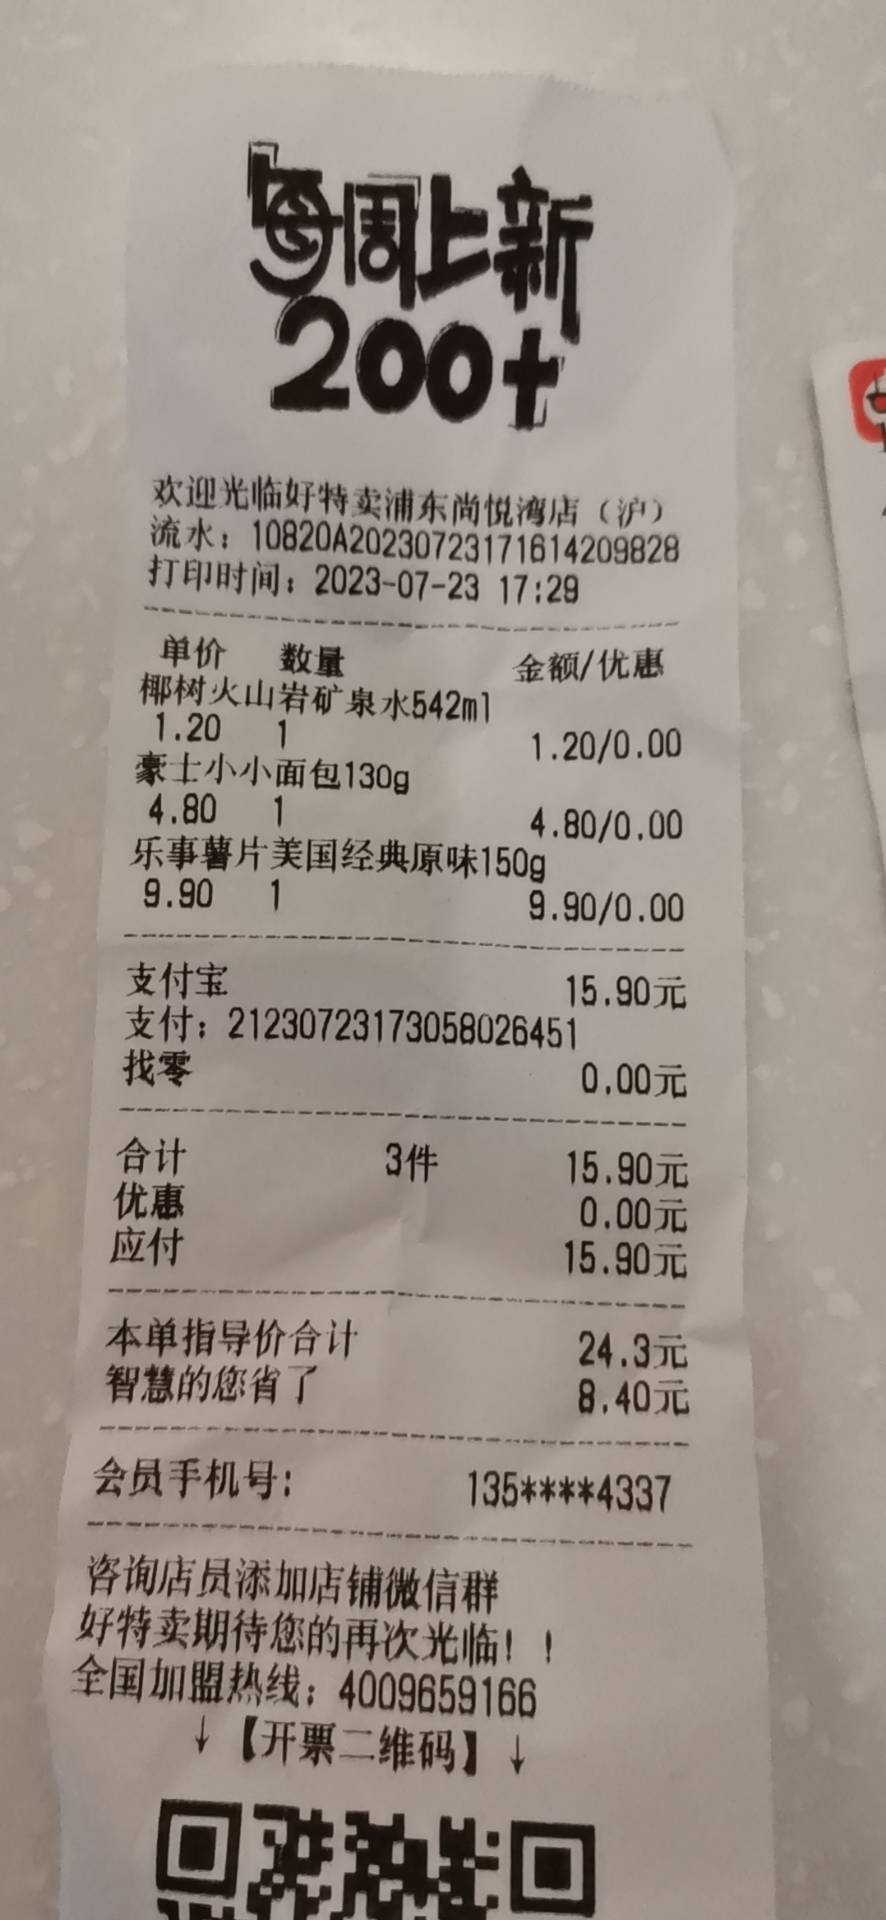 每周上新
200+
欢迎光临好特卖浦东尚悦湾店（沪）
流水：10820A20230723171614209828
打印时间：2023-07-23 17:29
单价 数量 金额/优惠
椰树火山岩矿泉水542ml
1.20 1 1.20/0.00
豪士小小面包130g
4.80 1 4.80/0.00
乐事薯片美国经典原味150g
9.90 1 9.90/0.00
支付宝 15.90元
支付：21230723173058026451
找零 0.00元
合计 3件 15.90元
优惠 0.00元
应付 15.90元
本单指导价合计 24.3元
智慧的您省了 8.40元
会员手机号: 135****4337
咨询店员添加店铺微信群
好特卖期待您的再次光临！！
全国加盟热线：4009659166
↓【开票二维码】↓